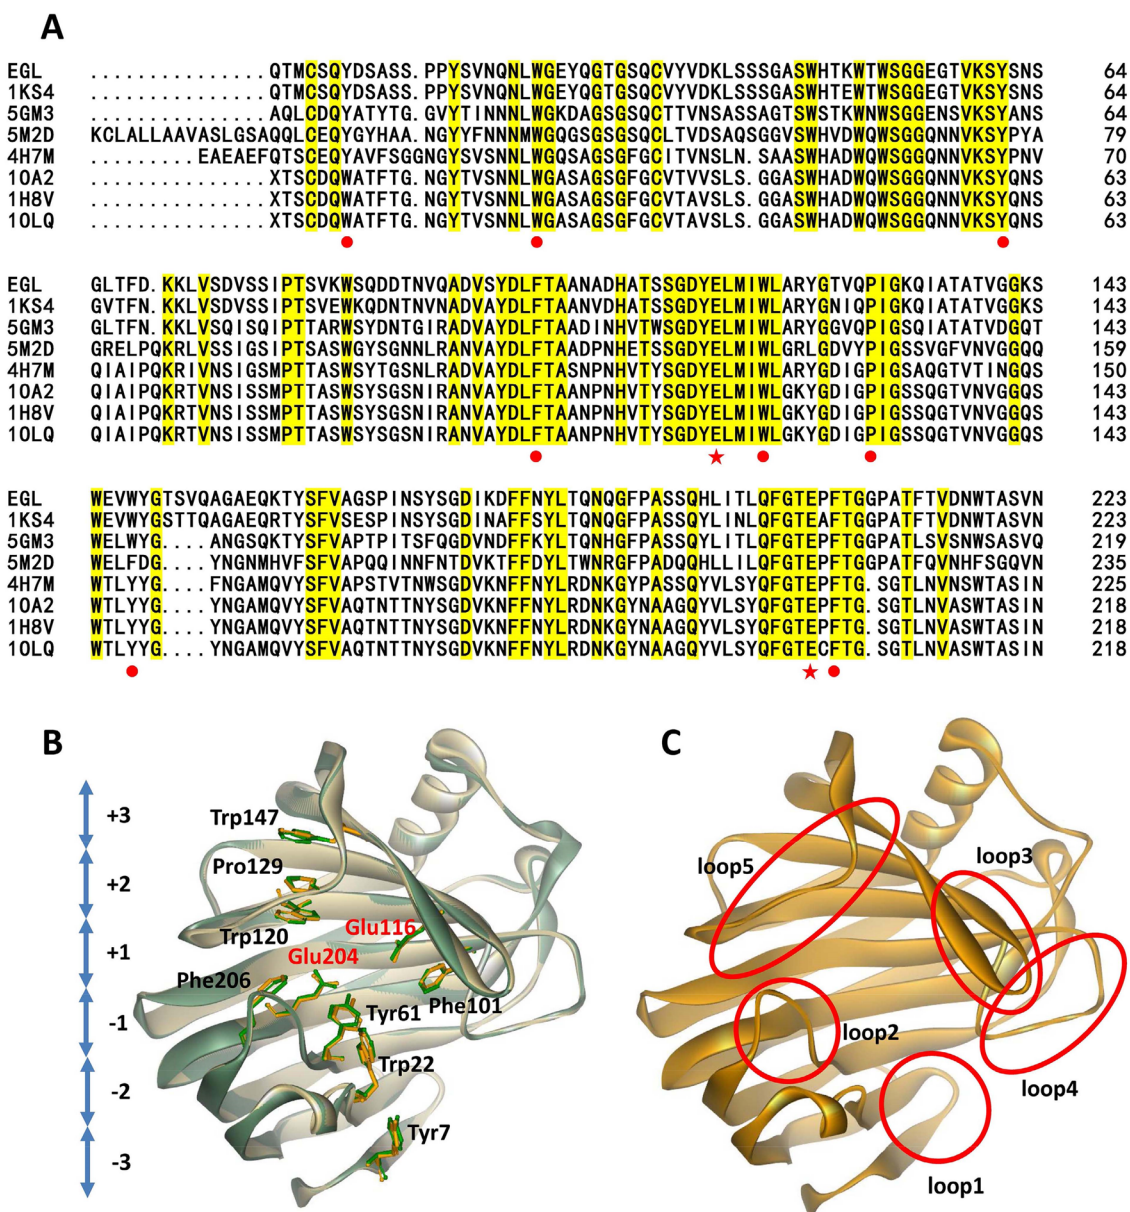 A
EGL ...............QTMCSQYDSASS.PPYSVNQNLWGEYQGTGSQCVYVDKLSSSGASWHTKWTWSGGEGTVKSYSNS 64
1KS4 ...............QTMCSQYDSASS.PPYSVNQNLWGEYQGTGSQCVYVDKLSSSGASWHTEWTWSGGEGTVKSYSNS 64
5GM3 ...............AQLCDQYATYTG.GVYTINNNLWGKDAGSGSQCTTVNSASSAGTSWSTKWNWSGGENSVKSYANS 64
5M2D KCLALLAAVASLGSAQQLCEQYGYHAA.NGYYFNNNMWGQGSGSGSQCLTVDSAQSGGVSWHVDWQWSGGQNNVKSYPYA 79
4H7M .........EAEAEFQTSCEQYAVFSGGNGYSVSNNLWGQSAGSGFGCITVNSLN.SAASWHADWQWSGGQNNVKSYPNV 70
1OA2 ...............XTSCDQWATFTG.NGYTVSNNLWGASAGSGFGCVTVVSLS.GGASWHADWQWSGGQNNVKSYQNS 63
1H8V ...............XTSCDQWATFTG.NGYTVSNNLWGASAGSGFGCVTAVSLS.GGASWHADWQWSGGQNNVKSYQNS 63
1OLQ ...............XTSCDQWATFTG.NGYTVSNNLWGASAGSGFGCVTAVSLS.GGASWHADWQWSGGQNNVKSYQNS 63
EGL GLTFD.KKLVSDVSSIPTSVKWSQDDTNVQADVSYDLFTAANADHATSSGDYELMIWLARYGTVQPIGKQIATATVGGKS 143
1KS4 GVTFN.KKLVSDVSSIPTSVEWKQDNTNVNADVAYDLFTAANVDHATSSGDYELMIWLARYGNIQPIGKQIATATVGGKS 143
5GM3 GLTFN.KKLVSQISQIPTTARWSYDNTGIRADVAYDLFTAADINHVTWSGDYELMIWLARYGGVQPIGSQIATATVDGQT 143
5M2D GRELPQKRLVSSIGSIPTSASWGYSGNNLRANVAYDLFTAADPNHETSSGDYELMIWLGRLGDVYPIGSSVGFVNVGGQQ 159
4H7M QIAIPQKRIVNSIGSMPTTASWSYTGSNLRADVAYDLFTAANPNHVTYSGDYELMIWLGKYGDIGPIGSAQGTVTINGQS 150
1OA2 QIAIPQKRTVNSISSMPTTASWSYSGSNIRANVAYDLFTAANPNHVTYSGDYELMIWLGKYGDIGPIGSSQGTVNVGGQS 143
1H8V QIAIPQKRTVNSISSMPTTASWSYSGSNIRANVAYDLFTAANPNHVTYSGDYELMIWLGKYGDIGPIGSSQGTVNVGGQS 143
1OLQ QIAIPQKRTVNSISSMPTTASWSYSGSNIRANVAYDLFTAANPNHVTYSGDYELMIWLGKYGDIGPIGSSQGTVNVGGQS 143
EGL WEVWYGTSVQAGAEQKTYSFVAGSPINSYSGDIKDFFNYLTQNQGFPASSQHLITLQFGTEPFTGGPATFTVDNWTASVN 223
1KS4 WEVWYGSTTQAGAEQRTYSFVSESPINSYSGDINAFFSYLTQNQGFPASSQYLINLQFGTEAFTGGPATFTVDNWTASVN 223
5GM3 WELWYG....ANGSQKTYSFVAPTPITSFQGDVNDFFKYLTQNHGFPASSQYLITLQFGTEPFTGGPATLSVSNWSASVQ 219
5M2D WELFDG....YNGNMHVFSFVAPQQINNFNTDVKTFFDYLTWNRGFPADQQHLLILQFGTEPFTGGPATFQVNHFSGQVN 235
4H7M WTLYYG....FNGAMQVYSFVAPSTVTNWSGDVKNFFNYLRDNKGYPASSQYVLSYQFGTEPFTG.SGTLNVNSWTASIN 225
1OA2 WTLYYG....YNGAMQVYSFVAQTNTTNYSGDVKNFFNYLRDNKGYNAAGQYVLSYQFGTEPFTG.SGTLNVASWTASIN 218
1H8V WTLYYG....YNGAMQVYSFVAQTNTTNYSGDVKNFFNYLRDNKGYNAAGQYVLSYQFGTEPFTG.SGTLNVASWTASIN 218
1OLQ WTLYYG....YNGAMQVYSFVAQTNTTNYSGDVKNFFNYLRDNKGYNAAGQYVLSYQFGTECFTG.SGTLNVASWTASIN 218
B
+3
+2
+1
-1
-2
-3
Trp147
Pro129
Trp120
Glu116
Glu204
Phe206
Phe101
Tyr61
Trp22
Tyr7
C
loop5
loop3
loop2
loop4
loop1